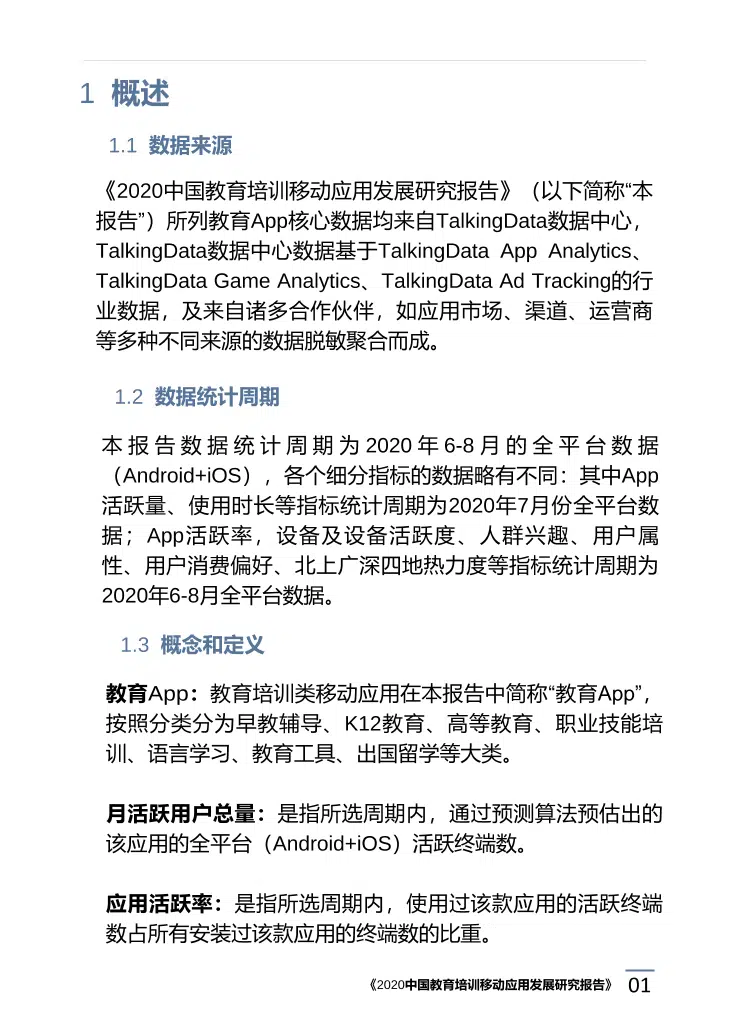 1 概述
1.1 数据来源
《2020中国教育培训移动应用发展研究报告》（以下简称“本
报告”）所列教育App核心数据均来自TalkingData数据中心，
TalkingData数据中心数据基于TalkingData App Analytics、
TalkingData Game Analytics、TalkingData Ad Tracking的行
业数据，及来自诸多合作伙伴，如应用市场、渠道、运营商
等多种不同来源的数据脱敏聚合而成。
1.2 数据统计周期
本报告数据统计周期为2020年6-8月的全平台数据
（Android+iOS），各个细分指标的数据略有不同：其中App
活跃量、使用时长等指标统计周期为2020年7月份全平台数
据；App活跃率，设备及设备活跃度、人群兴趣、用户属
性、用户消费偏好、北上广深四地热力度等指标统计周期为
2020年6-8月全平台数据。
1.3 概念和定义
教育App：教育培训类移动应用在本报告中简称“教育App”，
按照分类分为早教辅导、K12教育、高等教育、职业技能培
训、语言学习、教育工具、出国留学等大类。
月活跃用户总量：是指所选周期内，通过预测算法预估出的
该应用的全平台（Android+iOS）活跃终端数。
应用活跃率：是指所选周期内，使用过该款应用的活跃终端
数占所有安装过该款应用的终端数的比重。
《2020中国教育培训移动应用发展研究报告》 01